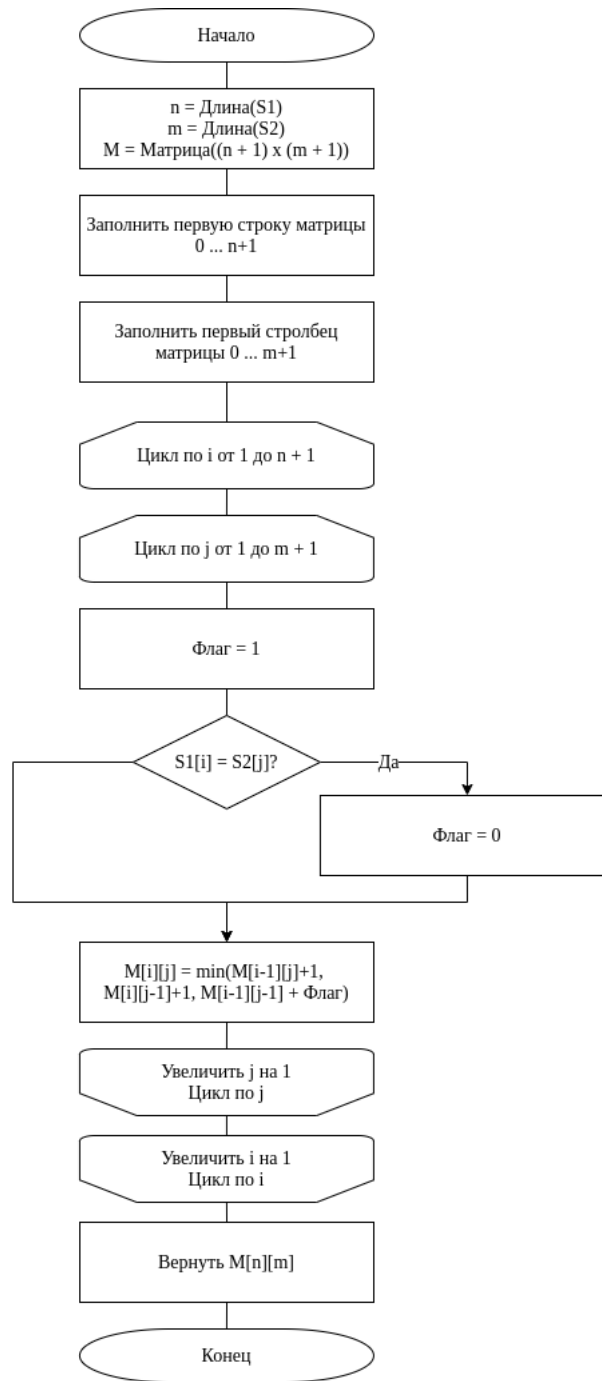 Начало
n = Длина(S1)
m = Длина(S2)
M = Матрица((n + 1) x (m + 1))
Заполнить первую строку матрицы
0 ... n+1
Заполнить первый стролбец
матрицы 0 ... m+1
Цикл по i от 1 до n + 1
Цикл по j от 1 до m + 1
Флаг = 1
S1[i] = S2[j]?
Да
Флаг = 0
M[i][j] = min(M[i-1][j]+1,
M[i][j-1]+1, M[i-1][j-1] + Флаг)
Увеличить j на 1
Цикл по j
Увеличить i на 1
Цикл по i
Вернуть M[n][m]
Конец